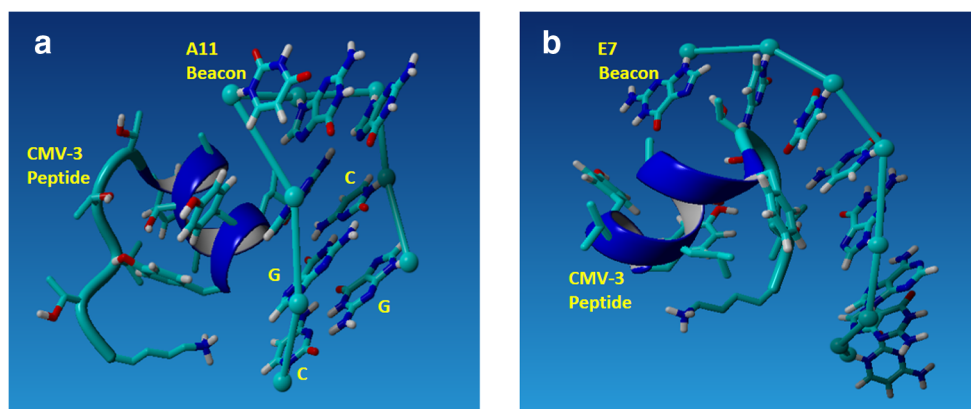 a
A11
Beacon
CMV-3
Peptide
C
G
G
C
b
E7
Beacon
CMV-3
Peptide